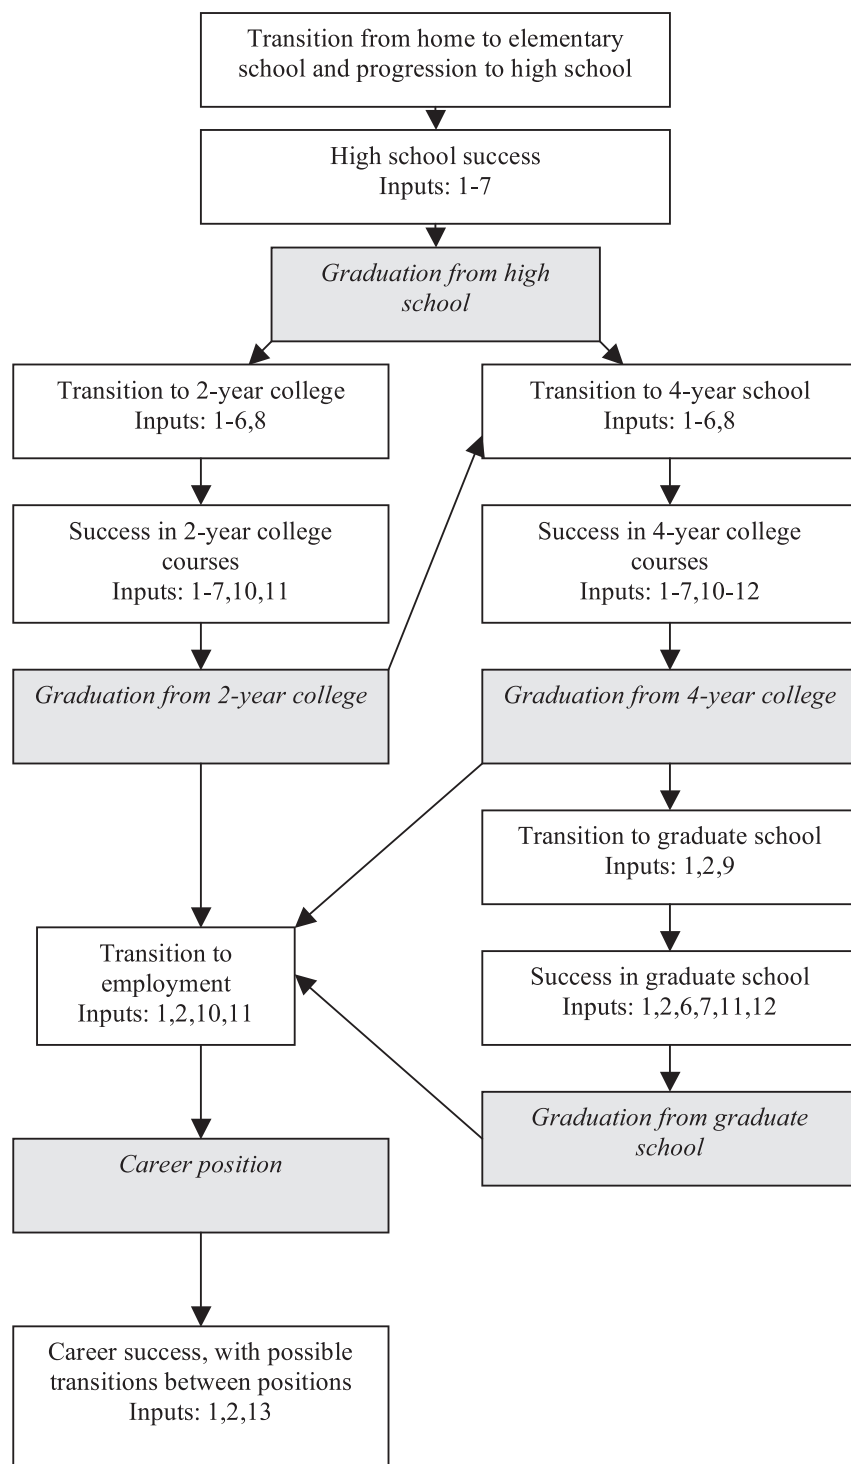 Transition from home to elementary
school and progression to high school
High school success
Inputs: 1-7
Graduation from high
school
Transition to 2-year college
Inputs: 1-6,8
Transition to 4-year school
Inputs: 1-6,8
Success in 2-year college
courses
Inputs: 1-7,10,11
Success in 4-year college
courses
Inputs: 1-7,10-12
Graduation from 2-year college
Graduation from 4-year college
Transition to graduate school
Inputs: 1,2,9
Transition to
employment
Inputs: 1,2,10,11
Success in graduate school
Inputs: 1,2,6,7,11,12
Graduation from graduate
school
Career position
Career success, with possible
transitions between positions
Inputs: 1,2,13